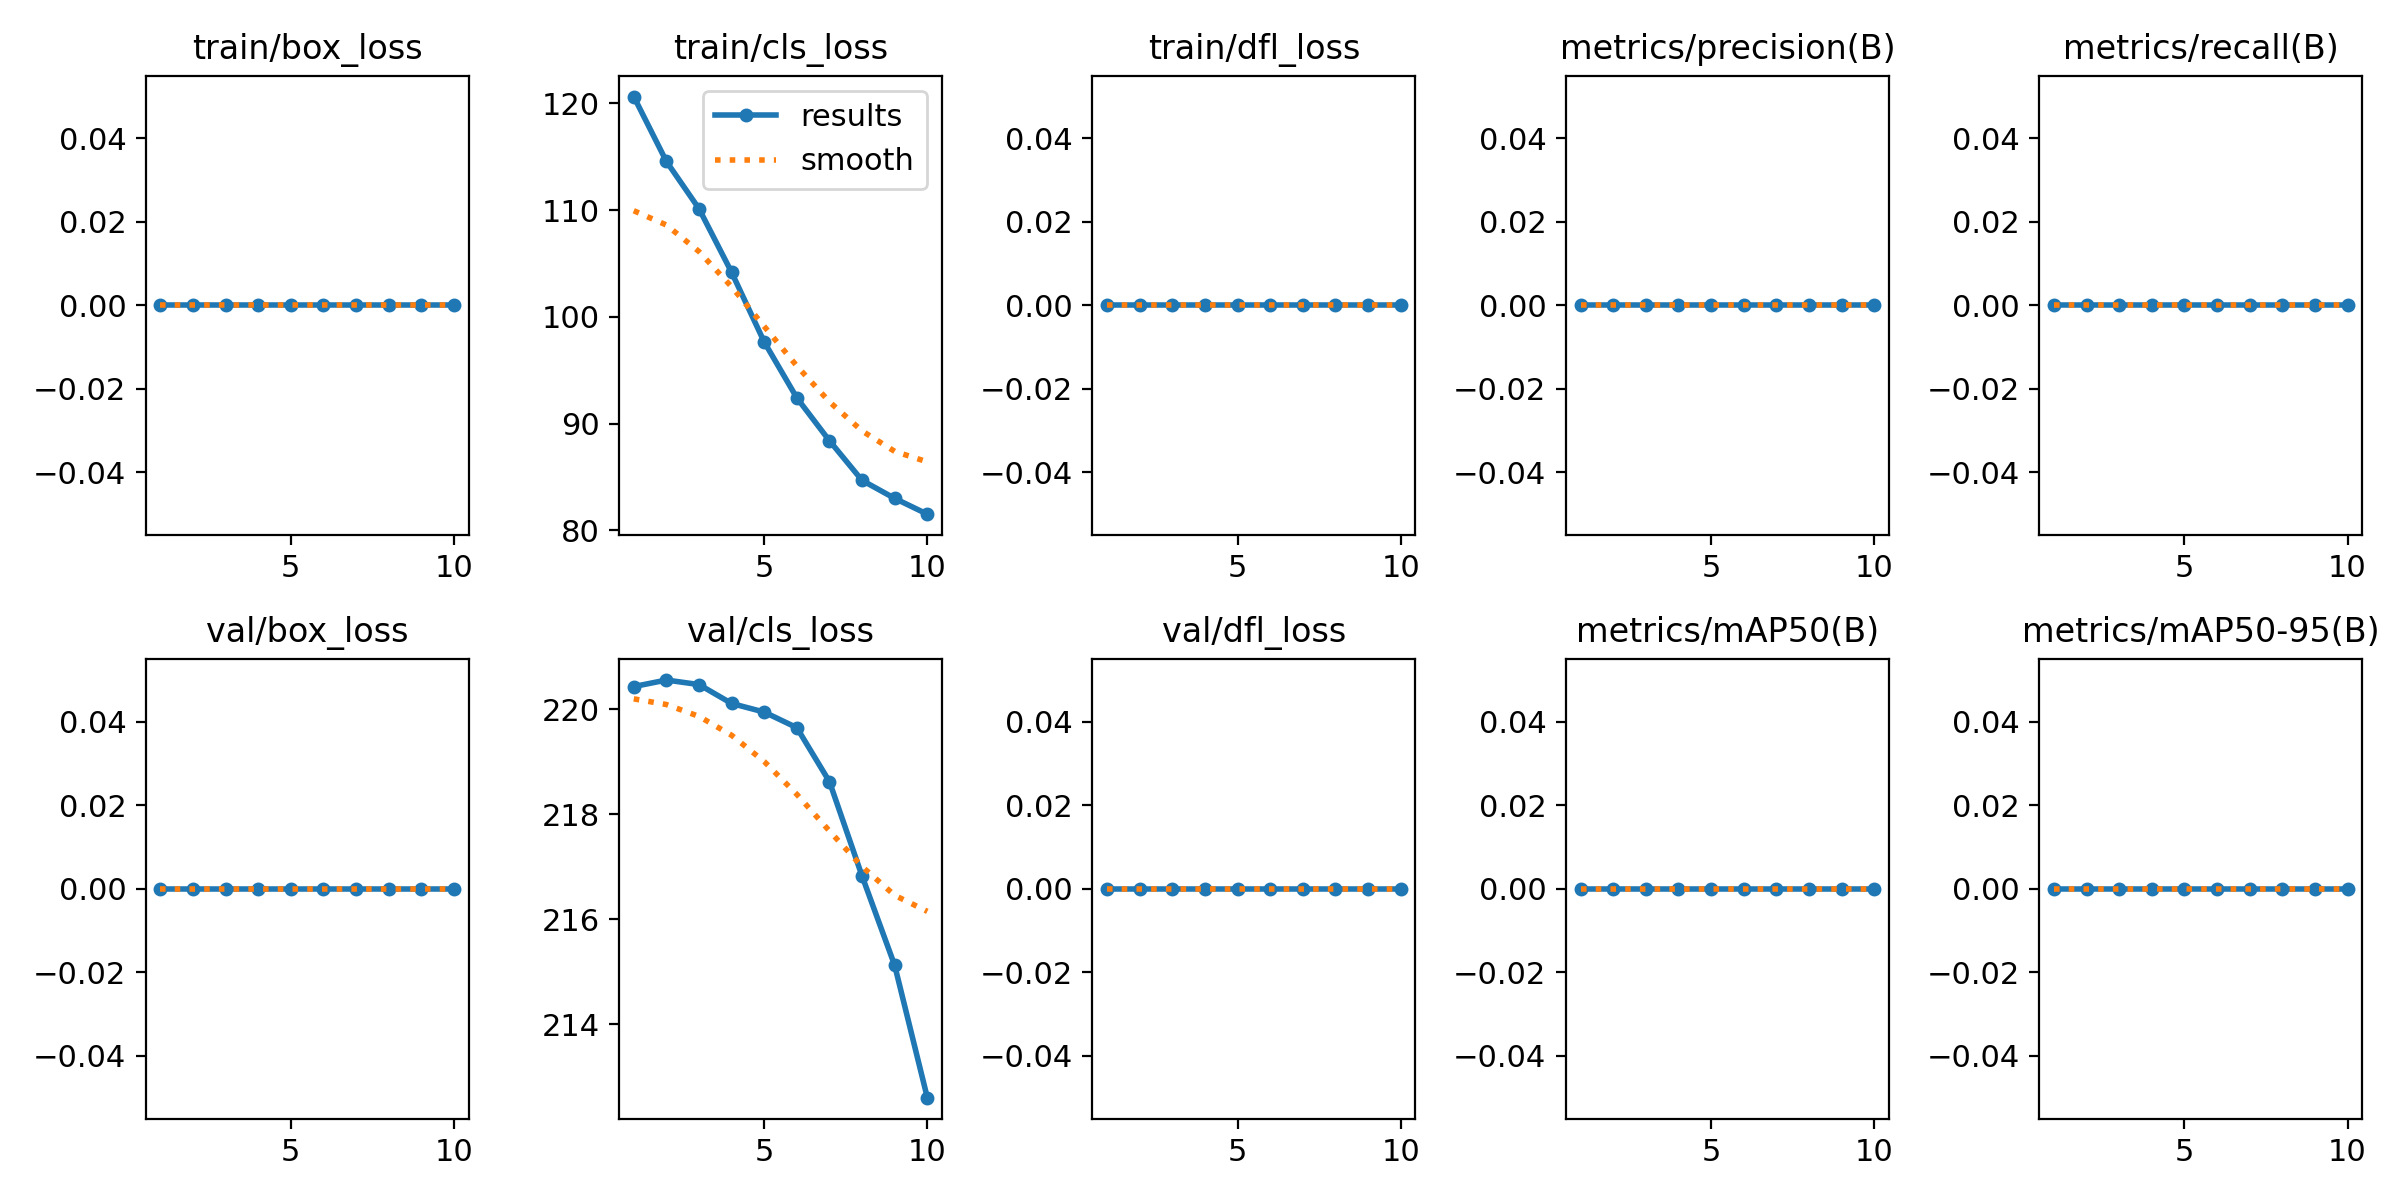 train/box_loss train/cls_loss train/dfl_loss metrics/precision(B) metrics/recall(B)
0.04 120 0.04 0.04 0.04
results
smooth
0.02 110 0.02 0.02 0.02
0.00 100 0.00 0.00 0.00
−0.02 90 −0.02 −0.02 −0.02
−0.04 80 −0.04 −0.04 −0.04
5 10 5 10 5 10 5 10 5 10
val/box_loss val/cls_loss val/dfl_loss metrics/mAP50(B) metrics/mAP50-95(B)
0.04 220 0.04 0.04 0.04
0.02 218 0.02 0.02 0.02
0.00 216 0.00 0.00 0.00
−0.02 214 −0.02 −0.02 −0.02
−0.04 −0.04 −0.04 −0.04
5 10 5 10 5 10 5 10 5 10